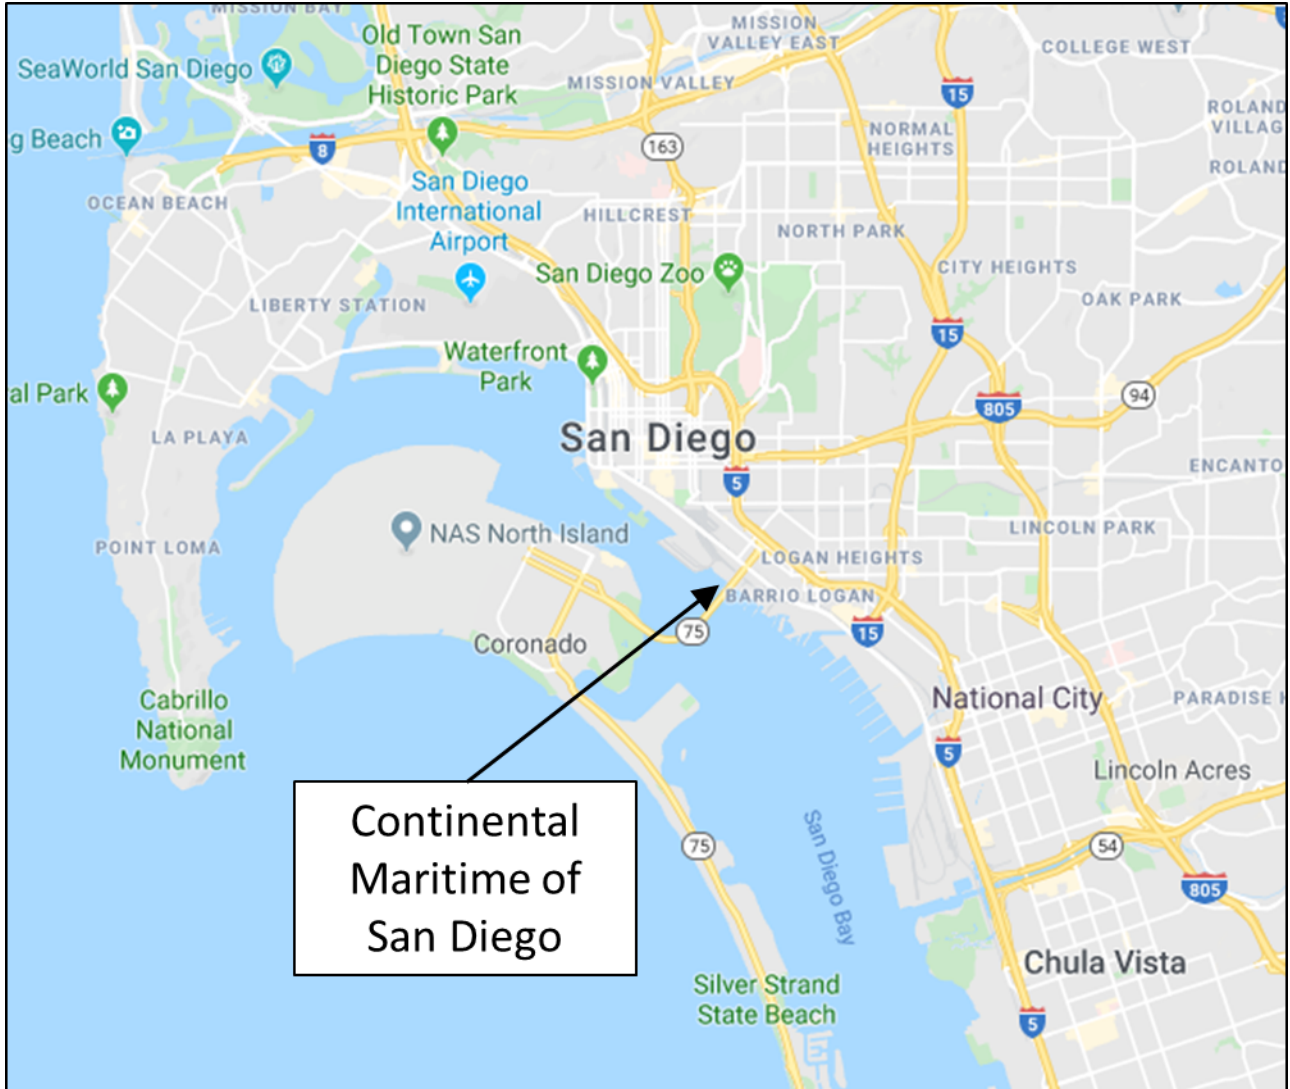 MISSION BAY
MISSION
VALLEY EAST
COLLEGE WEST
Old Town San
Diego State
Historic Park
SeaWorld San Diego
MISSION VALLEY
15
ROLAND
VILLAG
g Beach
8
163
NORMAL
HEIGHTS
ROLAND
San Diego
International
Airport
OCEAN BEACH
HILLCREST
NORTH PARK
San Diego Zoo
CITY HEIGHTS
LIBERTY STATION
OAK PARK
15
Waterfront
Park
al Park
805
94
LA PLAYA
San Diego
ENCANTO
5
NAS North Island
LINCOLN PARK
POINT LOMA
LOGAN HEIGHTS
BARRIO LOGAN
75
15
Coronado
Cabrillo
National
Monument
National City
PARADISE H
5
Lincoln Acres
Continental
Maritime of
San Diego
75
San Diego Bay
54
805
Chula Vista
Silver Strand
State Beach
5